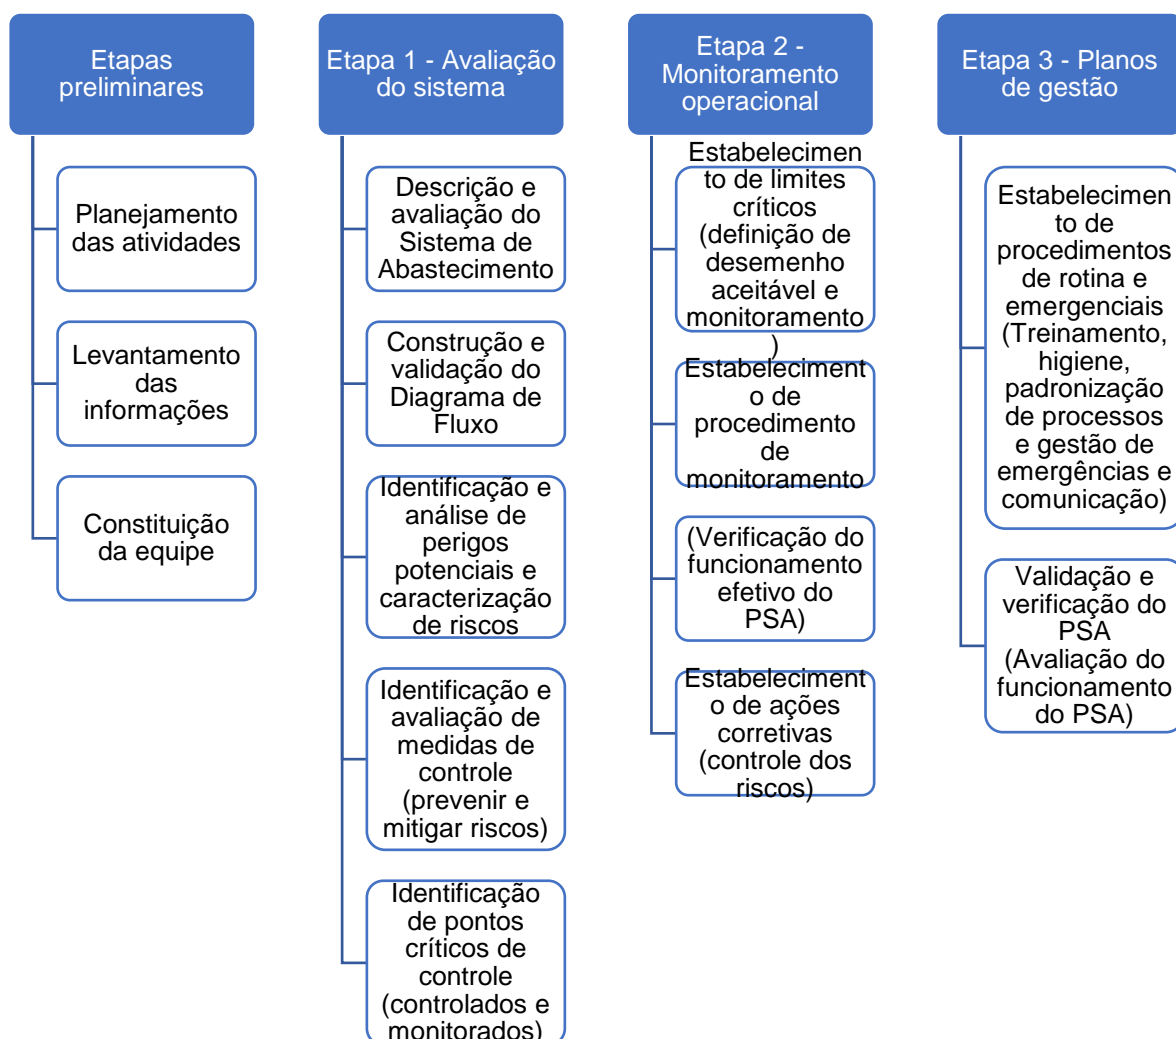 Etapas
preliminares
Planejamento
das atividades
Levantamento
das
informações
Constituição
da equipe
Etapa 1 - Avaliação
do sistema
Descrição e
avaliação do
Sistema de
Abastecimento
Construção e
validação do
Diagrama de
Fluxo
Identificação e
análise de
perigos
potenciais e
caracterização
de riscos
Identificação e
avaliação de
medidas de
controle
(prevenir e
mitigar riscos)
Identificação
de pontos
críticos de
controle
(controlados e
monitorados)
Etapa 2 -
Monitoramento
operacional
Estabelecimen
to de limites
críticos
(definição de
desemenho
aceitável e
monitoramento
)
Estabeleciment
o de
procedimento
de
monitoramento
(Verificação do
funcionamento
efetivo do
PSA)
Estabeleciment
o de ações
corretivas
(controle dos
riscos)
Etapa 3 - Planos
de gestão
Estabelecimen
to de
procedimentos
de rotina e
emergenciais
(Treinamento,
higiene,
padronização
de processos
e gestão de
emergências e
comunicação)
Validação e
verificação do
PSA
(Avaliação do
funcionamento
do PSA)